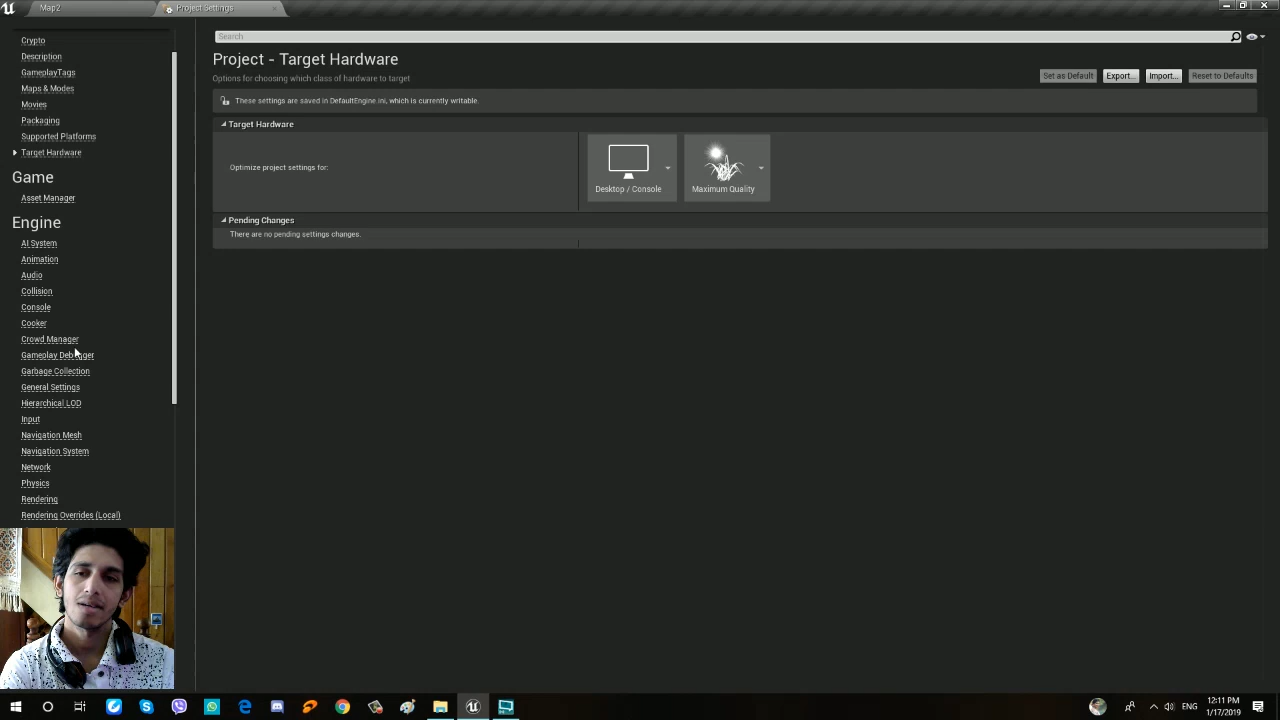 Map2
Project Settings
Crypto
Description
GameplayTags
Maps & Modes
Movies
Packaging
Supported Platforms
Target Hardware
Game
Asset Manager
Engine
AI System
Animation
Audio
Collision
Console
Cooker
Crowd Manager
Gameplay Debugger
Garbage Collection
General Settings
Hierarchical LOD
Input
Navigation Mesh
Navigation System
Network
Physics
Rendering
Rendering Overrides (Local)
Search
Project - Target Hardware
Options for choosing which class of hardware to target
Set as Default
Export...
Import...
Reset to Defaults
These settings are saved in DefaultEngine.ini, which is currently writable.
Target Hardware
Optimize project settings for:
Desktop / Console
Maximum Quality
Pending Changes
There are no pending settings changes.
ENG
12:11 PM
1/17/2019